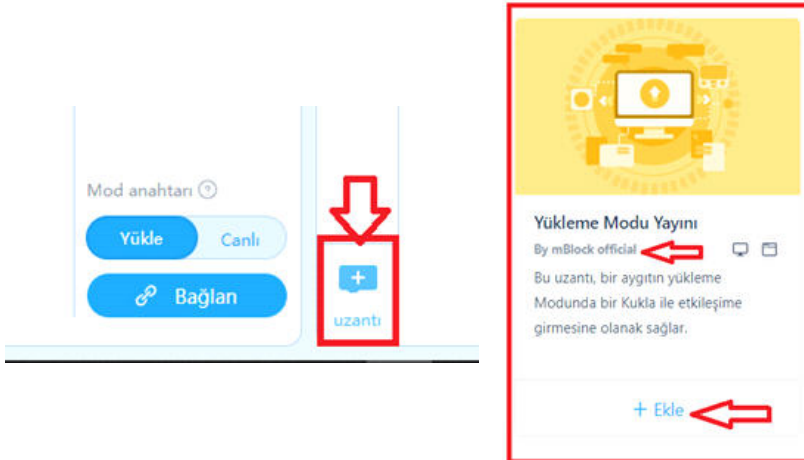 Mod anahtarı ?
Yükle
Canlı
Bağlan
uzantı
Yükleme Modu Yayını
By mBlock official
Bu uzantı, bir aygıtın yükleme
Modunda bir Kukla ile etkileşime
girmesine olanak sağlar.
+ Ekle